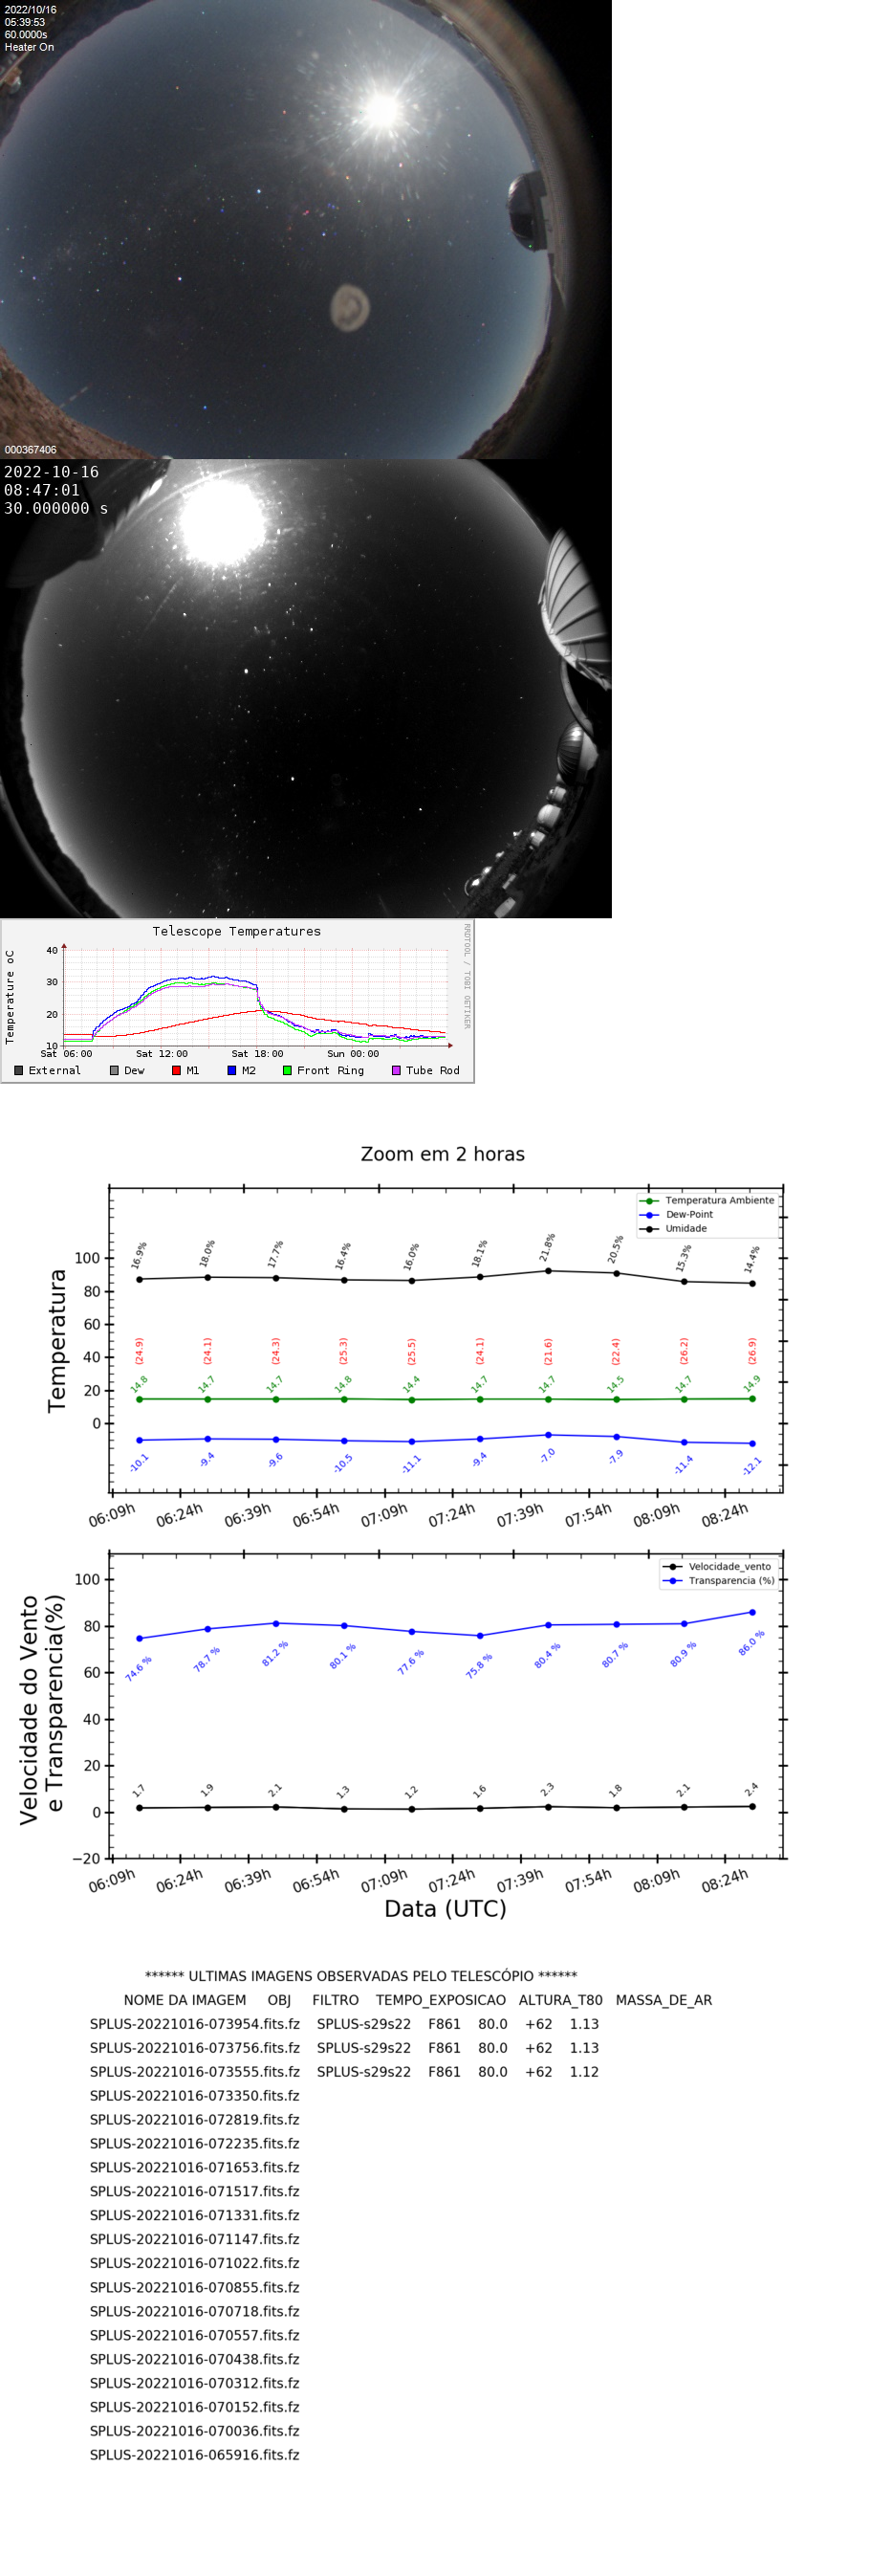 2022/10/16
05:39:53
60.0000s
Heater On
000367406
2022-10-16
08:47:01
30.000000 s
Telescope Temperatures
RRDTOOL / TOBI OETIKER
Temperature oC
40
30
20
10
Sat 06:00 Sat 12:00 Sat 18:00 Sun 00:00
External Dew M1 M2 Front Ring Tube Rod
Zoom em 2 horas
Temperatura Ambiente
Dew-Point
Umidade
Temperatura
100
80
60
40
20
0
16.9% 18.0% 17.7% 16.4% 16.0% 18.1% 21.8% 20.5% 15.3% 14.4%
(24.9) (24.1) (24.3) (25.3) (25.5) (24.1) (21.6) (22.4) (26.2) (26.9)
14.8 14.7 14.7 14.8 14.4 14.7 14.7 14.5 14.7 14.9
-10.1 -9.4 -9.6 -10.5 -11.1 -9.4 -7.0 -7.9 -11.4 -12.1
06:09h 06:24h 06:39h 06:54h 07:09h 07:24h 07:39h 07:54h 08:09h 08:24h
Velocidade_vento
Transparencia (%)
Velocidade do Vento
e Transparencia(%)
100
80
60
40
20
0
−20
74.6 % 78.7 % 81.2 % 80.1 % 77.6 % 75.8 % 80.4 % 80.7 % 80.9 % 86.0 %
1.7 1.9 2.1 1.3 1.2 1.6 2.3 1.8 2.1 2.4
06:09h 06:24h 06:39h 06:54h 07:09h 07:24h 07:39h 07:54h 08:09h 08:24h
Data (UTC)
****** ULTIMAS IMAGENS OBSERVADAS PELO TELESCÓPIO ******
NOME DA IMAGEM OBJ FILTRO TEMPO_EXPOSICAO ALTURA_T80 MASSA_DE_AR
SPLUS-20221016-073954.fits.fz SPLUS-s29s22 F861 80.0 +62 1.13
SPLUS-20221016-073756.fits.fz SPLUS-s29s22 F861 80.0 +62 1.13
SPLUS-20221016-073555.fits.fz SPLUS-s29s22 F861 80.0 +62 1.12
SPLUS-20221016-073350.fits.fz
SPLUS-20221016-072819.fits.fz
SPLUS-20221016-072235.fits.fz
SPLUS-20221016-071653.fits.fz
SPLUS-20221016-071517.fits.fz
SPLUS-20221016-071331.fits.fz
SPLUS-20221016-071147.fits.fz
SPLUS-20221016-071022.fits.fz
SPLUS-20221016-070855.fits.fz
SPLUS-20221016-070718.fits.fz
SPLUS-20221016-070557.fits.fz
SPLUS-20221016-070438.fits.fz
SPLUS-20221016-070312.fits.fz
SPLUS-20221016-070152.fits.fz
SPLUS-20221016-070036.fits.fz
SPLUS-20221016-065916.fits.fz